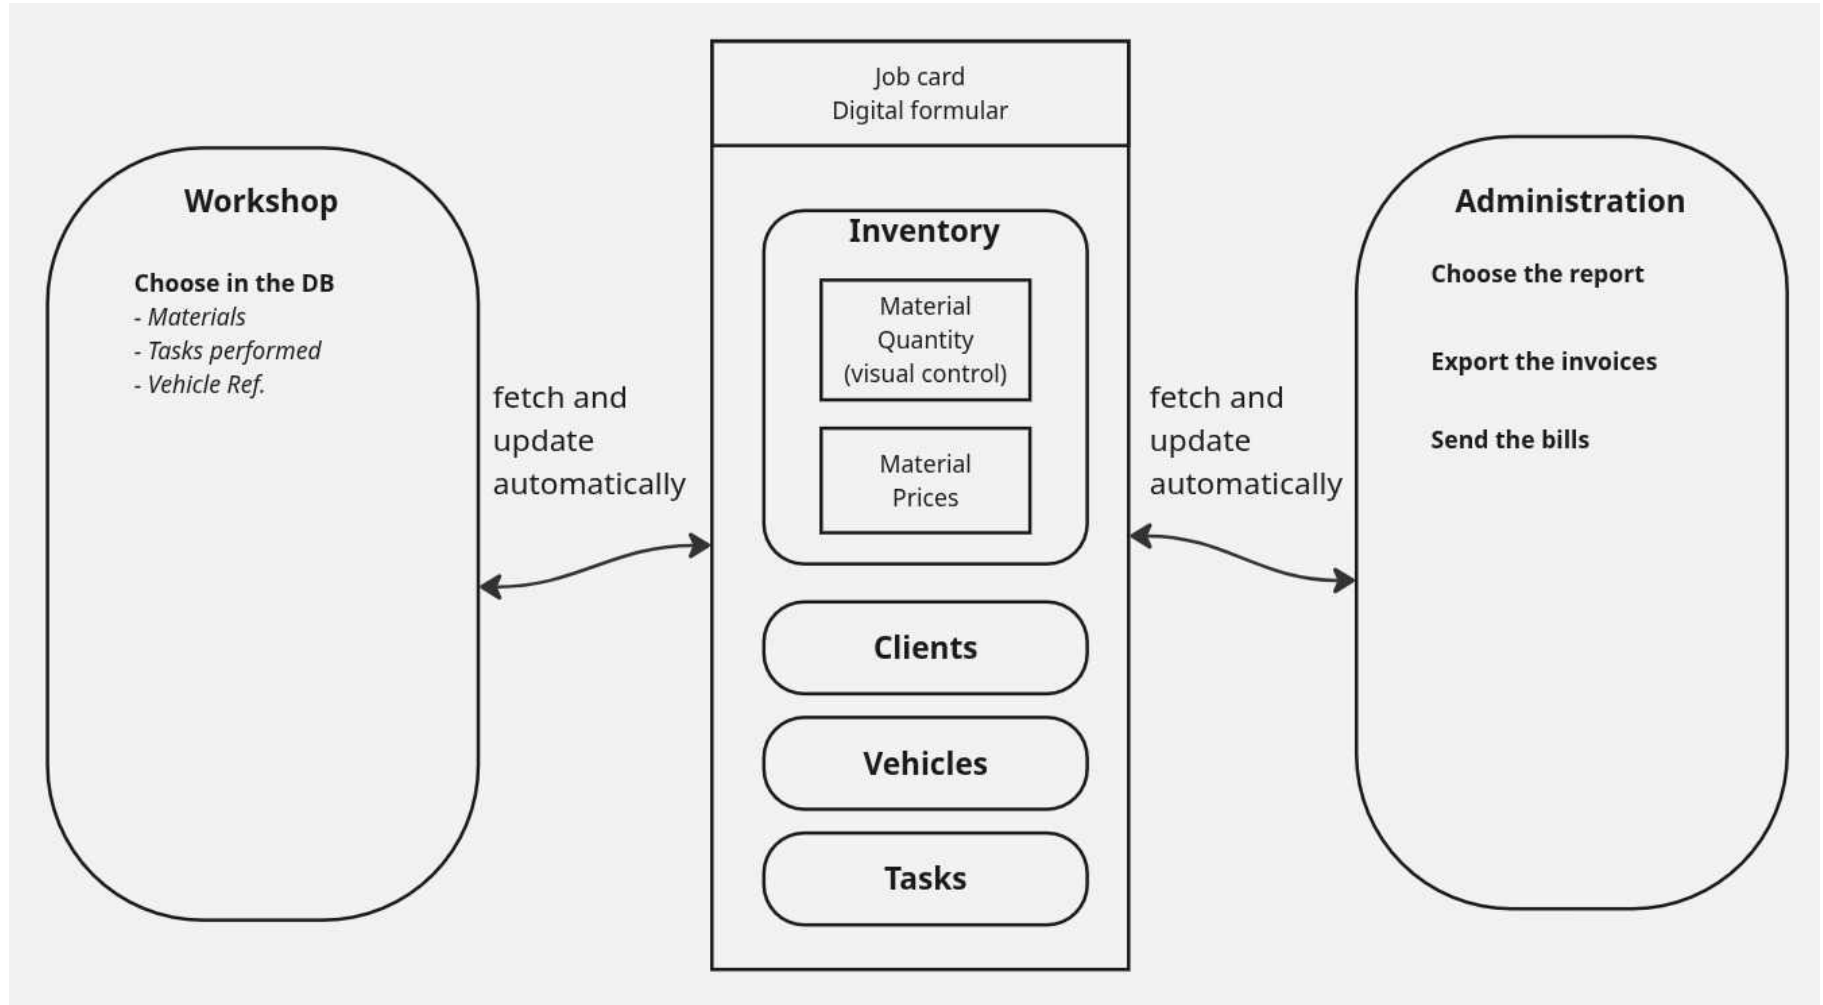 Job card
Digital formular
Workshop
Choose in the DB
- Materials
- Tasks performed
- Vehicle Ref.
fetch and
update
automatically
Inventory
Material
Quantity
(visual control)
Material
Prices
Clients
Vehicles
Tasks
fetch and
update
automatically
Administration
Choose the report
Export the invoices
Send the bills